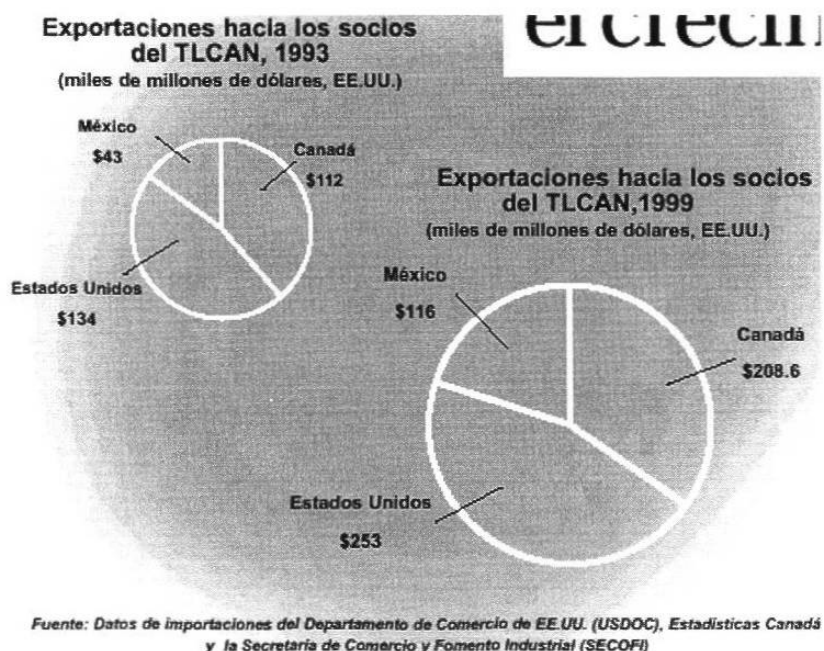 Exportaciones hacia los socios
del TLCAN, 1993
(miles de millones de dólares, EE.UU.)
México
$43
Canadá
$112
Estados Unidos
$134
Exportaciones hacia los socios
del TLCAN,1999
(miles de millones de dólares, EE.UU.)
México
$116
Canadá
$208.6
Estados Unidos
$253
Fuente: Datos de importaciones del Departamento de Comercio de EE.UU. (USDOC), Estadísticas Canadá
y la Secretaría de Comercio y Fomento Industrial (SECOFI)